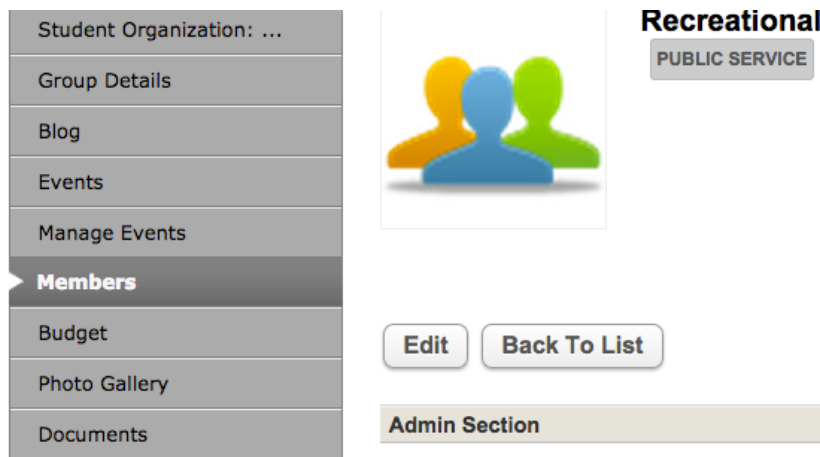 Student Organization: ...
Group Details
Blog
Events
Manage Events
Members
Budget
Photo Gallery
Documents
Recreational
PUBLIC SERVICE
Edit
Back To List
Admin Section